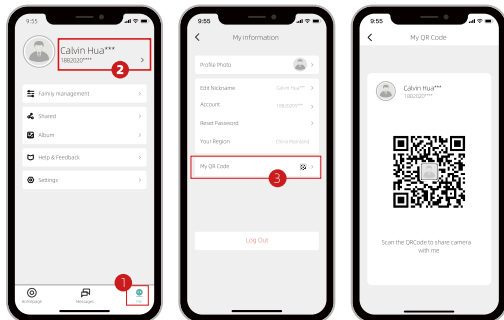 9:55
Calvin Hua***
1882020****
2
Family management
Shared
Album
Help & Feedback
Settings
1
Homepage
Messages
Me
9:55
My information
Profile Photo
Edit Nickname
Calvin Hua***
Account
1882020****
Reset Password
Your Region
China Mainland
My QR Code
3
Log Out
9:55
My QR Code
Calvin Hua***
1882020****
Scan the QRCode to share camera
with me